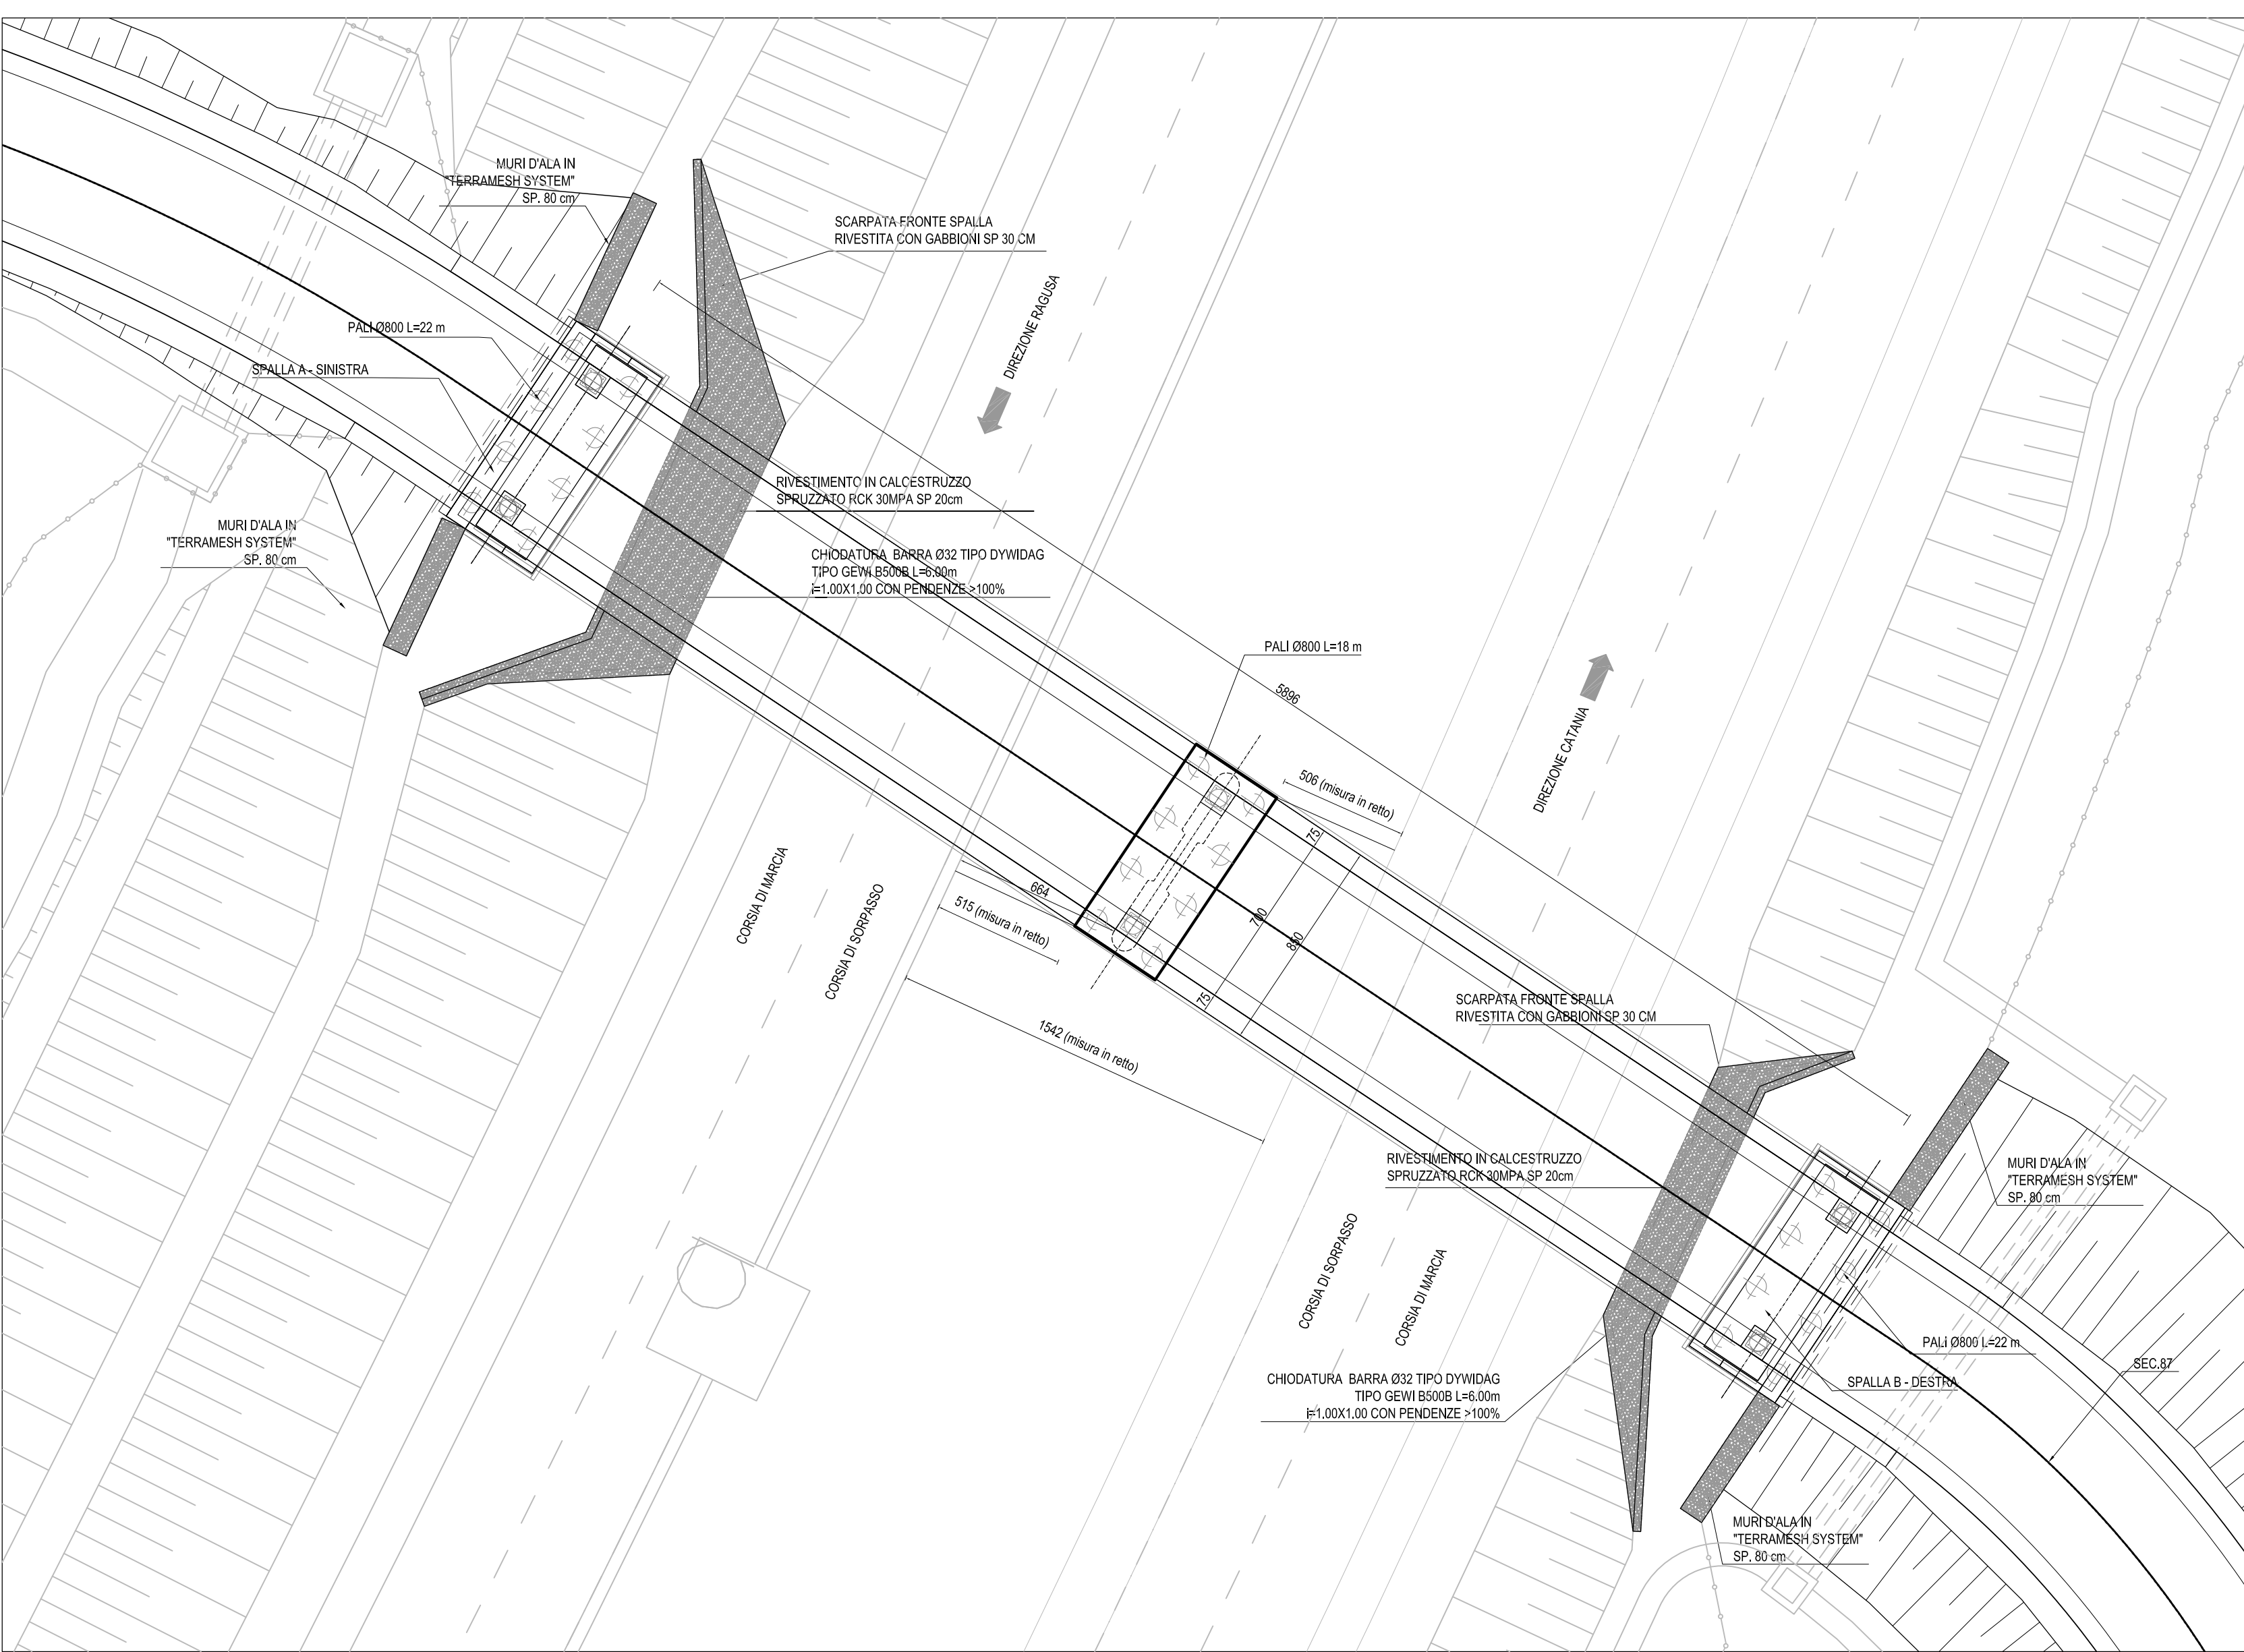 MURI D'ALA IN
"TERRAMESH SYSTEM"
SP. 80 cm
SCARPATA FRONTE SPALLA
RIVESTITA CON GABBIONI SP 30 CM
DIREZIONE RAGUSA
PALI Ø800 L=22 m
SPALLA A - SINISTRA
RIVESTIMENTO IN CALCESTRUZZO
SPRUZZATO RCK 30MPA SP 20cm
MURI D'ALA IN
"TERRAMESH SYSTEM"
SP. 80 cm
CHIODATURA BARRA Ø32 TIPO DYWIDAG
TIPO GEWI B500B L=6.00m
i=1.00X1.00 CON PENDENZE >100%
PALI Ø800 L=18 m
5896
DIREZIONE CATANIA
506 (misura in retto)
75
700
850
75
664
515 (misura in retto)
1542 (misura in retto)
CORSIA DI MARCIA
CORSIA DI SORPASSO
SCARPATA FRONTE SPALLA
RIVESTITA CON GABBIONI SP 30 CM
RIVESTIMENTO IN CALCESTRUZZO
SPRUZZATO RCK 30MPA SP 20cm
MURI D'ALA IN
"TERRAMESH SYSTEM"
SP. 80 cm
CORSIA DI SORPASSO
CORSIA DI MARCIA
PALI Ø800 L=22 m
SEC.87
SPALLA B - DESTRA
CHIODATURA BARRA Ø32 TIPO DYWIDAG
TIPO GEWI B500B L=6.00m
i=1.00X1.00 CON PENDENZE >100%
MURI D'ALA IN
"TERRAMESH SYSTEM"
SP. 80 cm